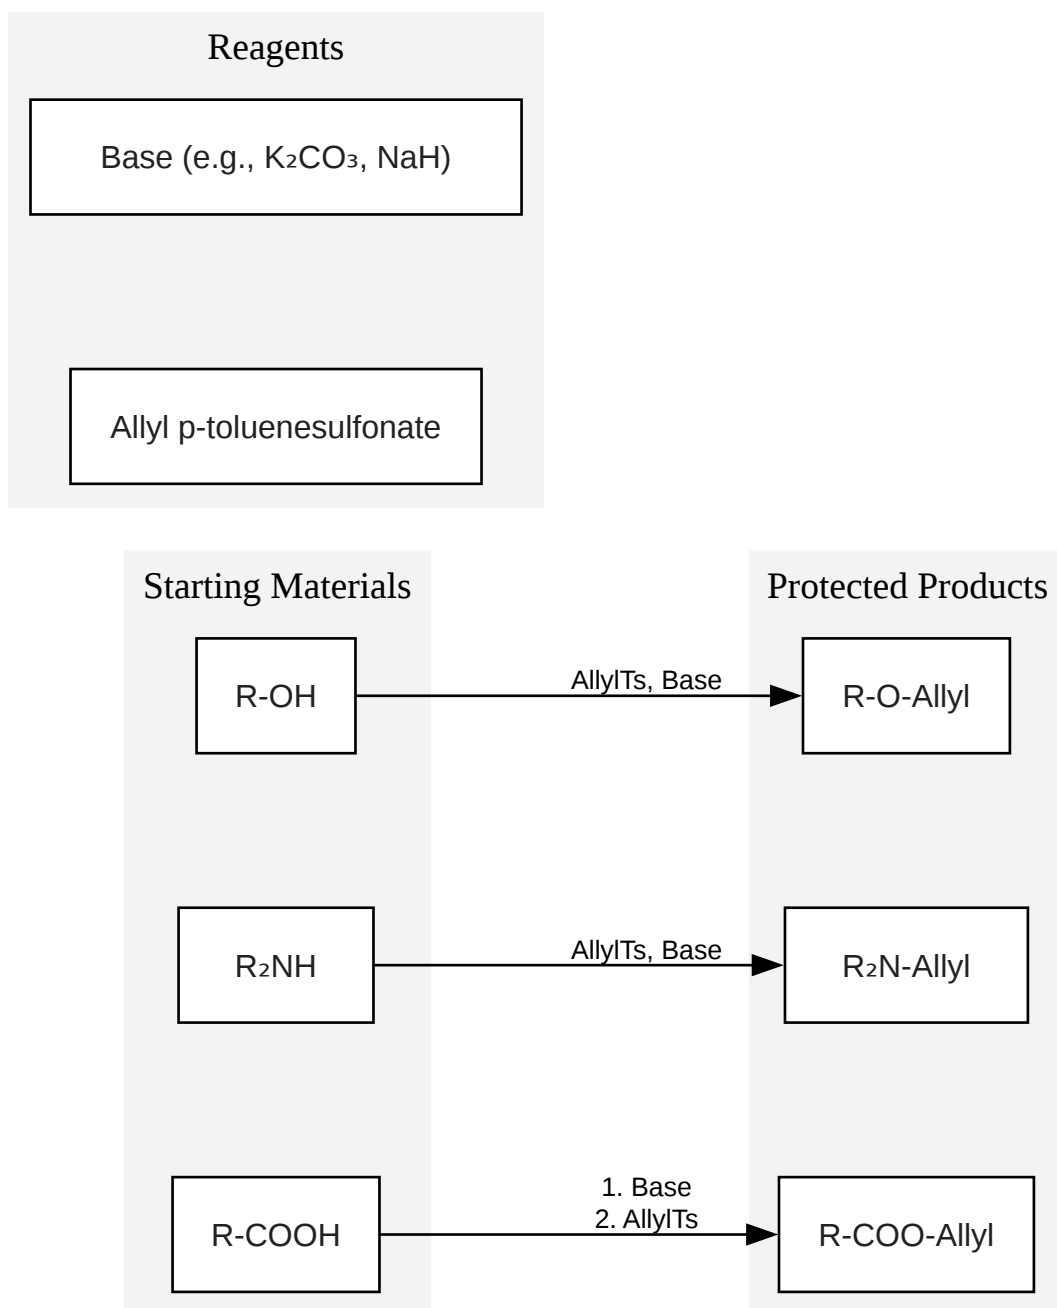 Reagents
Base (e.g., K₂CO₃, NaH)
Allyl p-toluenesulfonate
Starting Materials
Protected Products
R-OH
AllylTs, Base
R-O-Allyl
R₂NH
AllylTs, Base
R₂N-Allyl
R-COOH
1. Base
2. AllylTs
R-COO-Allyl